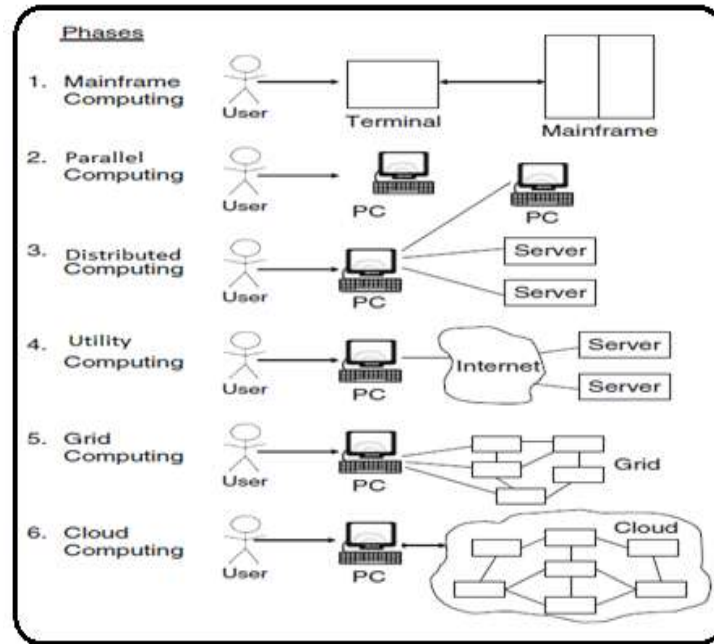 Phases
1. Mainframe
Computing
User
Terminal
Mainframe
2. Parallel
Computing
User
PC
PC
3. Distributed
Computing
User
PC
Server
Server
4. Utility
Computing
User
PC
Internet
Server
Server
5. Grid
Computing
User
PC
Grid
6. Cloud
Computing
User
PC
Cloud